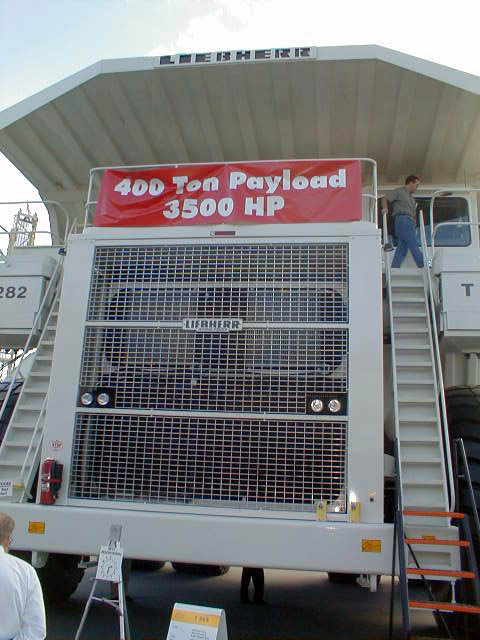 LIEBHERR
400 Ton Payload
3500 HP
LIEBHERR
282
T